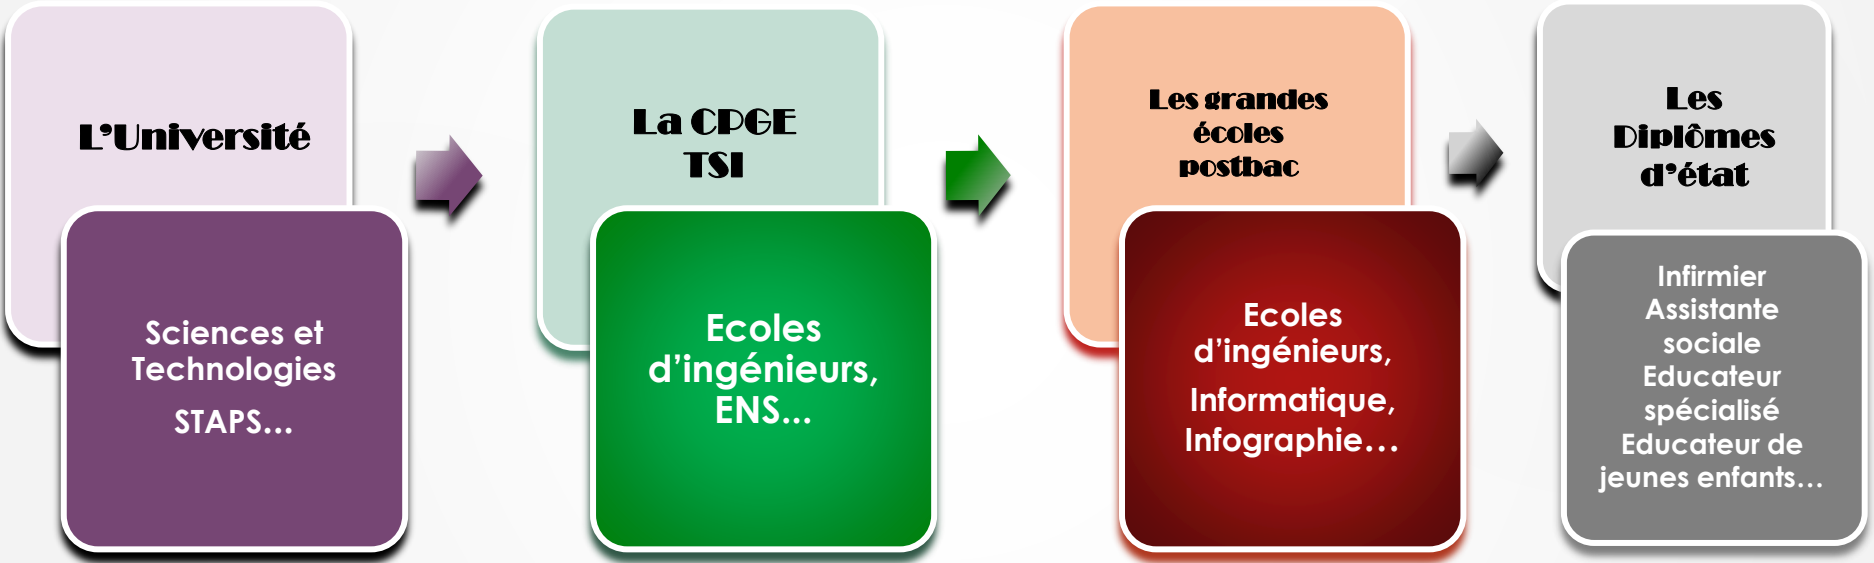 L'Université
Sciences et
Technologies
STAPS...
La CPGE
TSI
Ecoles
d'ingénieurs,
ENS...
Les grandes
écoles
postbac
Ecoles
d'ingénieurs,
Informatique,
Infographie...
Les
Diplômes
d'état
Infirmier
Assistante
sociale
Educateur
spécialisé
Educateur de
jeunes enfants...